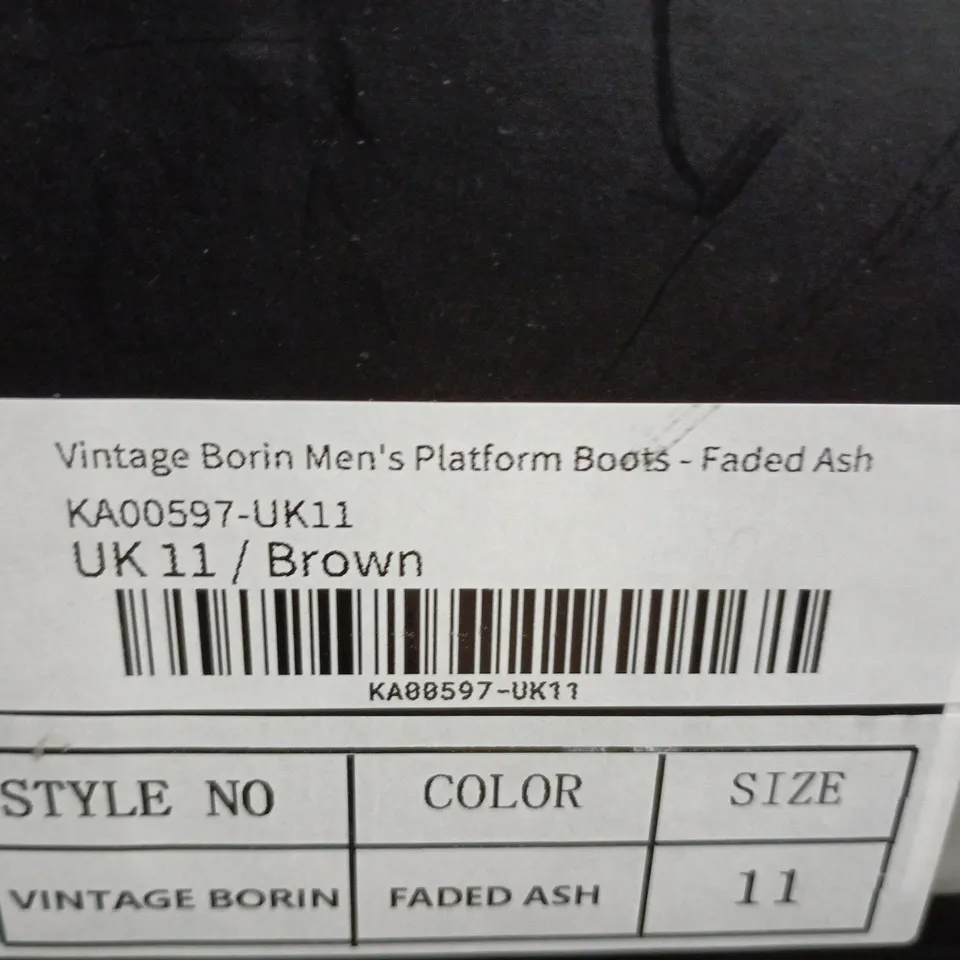 Vintage Borin Men's Platform Boots - Faded Ash
KA00597-UK11
UK 11 / Brown
KA00597-UK11
STYLE NO COLOR SIZE
VINTAGE BORIN FADED ASH 11